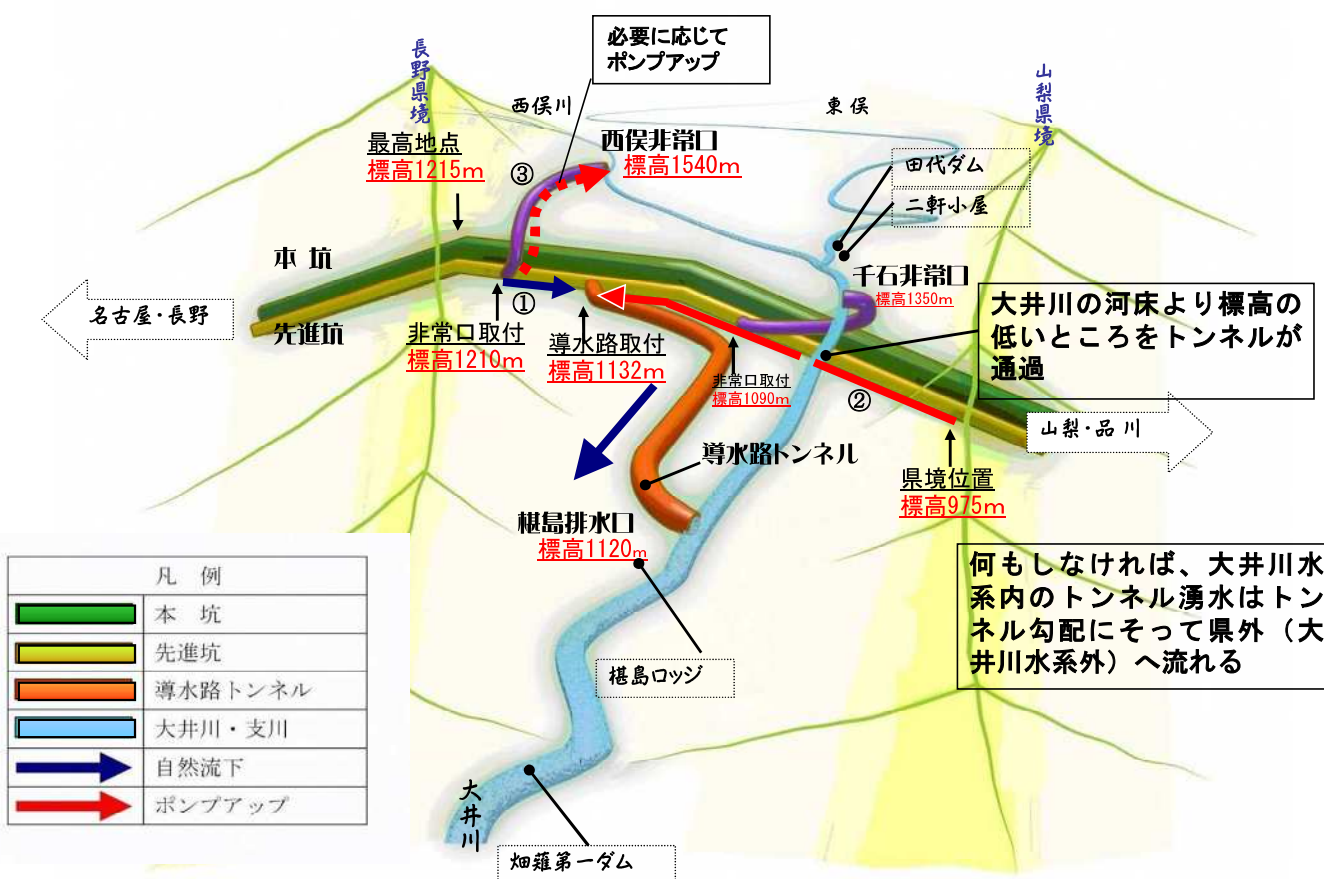 必要に応じて
ポンプアップ
長野県境
山梨県境
西俣川
東俣
最高地点
標高1215m
③
西俣非常口
標高1540m
田代ダム
二軒小屋
本 坑
千石非常口
標高1350m
名古屋・長野
先進坑
①
非常口取付
標高1210m
導水路取付
標高1132m
非常口取付
標高1090m
大井川の河床より標高の
低いところをトンネルが
通過
②
山梨・品川
導水路トンネル
県境位置
標高975m
椹島排水口
標高1120m
何もしなければ、大井川水
系内のトンネル湧水はトン
ネル勾配にそって県外（大
井川水系外）へ流れる
椹島ロッジ
凡 例
本 坑
先進坑
導水路トンネル
大井川・支川
自然流下
ポンプアップ
大井川
畑薙第一ダム